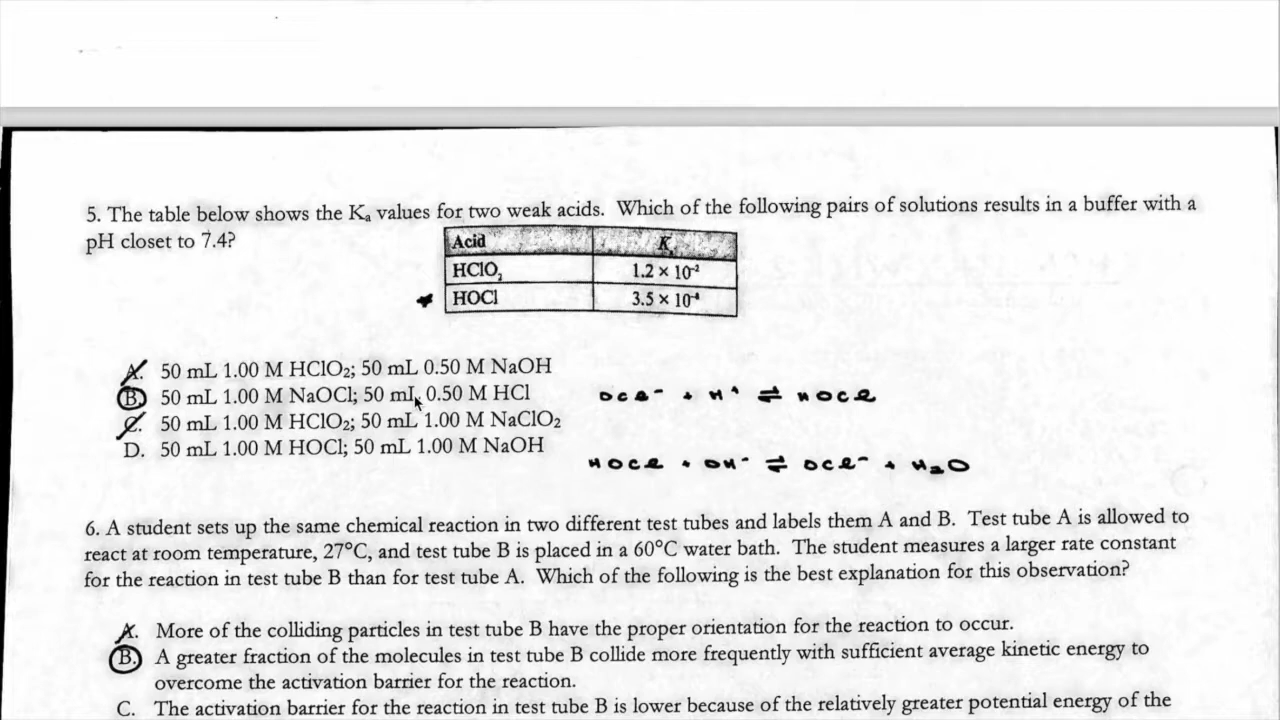 5. The table below shows the Kₐ values for two weak acids. Which of the following pairs of solutions results in a buffer with a
pH closet to 7.4?
Acid K
HClO₂ 1.2 × 10⁻²
HOCl 3.5 × 10
A. 50 mL 1.00 M HClO₂; 50 mL 0.50 M NaOH
B. 50 mL 1.00 M NaOCl; 50 mL 0.50 M HCl
OCl⁻ + H⁺ ⇌ HOCl
C. 50 mL 1.00 M HClO₂; 50 mL 1.00 M NaClO₂
D. 50 mL 1.00 M HOCl; 50 mL 1.00 M NaOH
HOCl + OH⁻ ⇌ OCl⁻ + H₂O
6. A student sets up the same chemical reaction in two different test tubes and labels them A and B. Test tube A is allowed to
react at room temperature, 27°C, and test tube B is placed in a 60°C water bath. The student measures a larger rate constant
for the reaction in test tube B than for test tube A. Which of the following is the best explanation for this observation?
A. More of the colliding particles in test tube B have the proper orientation for the reaction to occur.
B. A greater fraction of the molecules in test tube B collide more frequently with sufficient average kinetic energy to
overcome the activation barrier for the reaction.
C. The activation barrier for the reaction in test tube B is lower because of the relatively greater potential energy of the